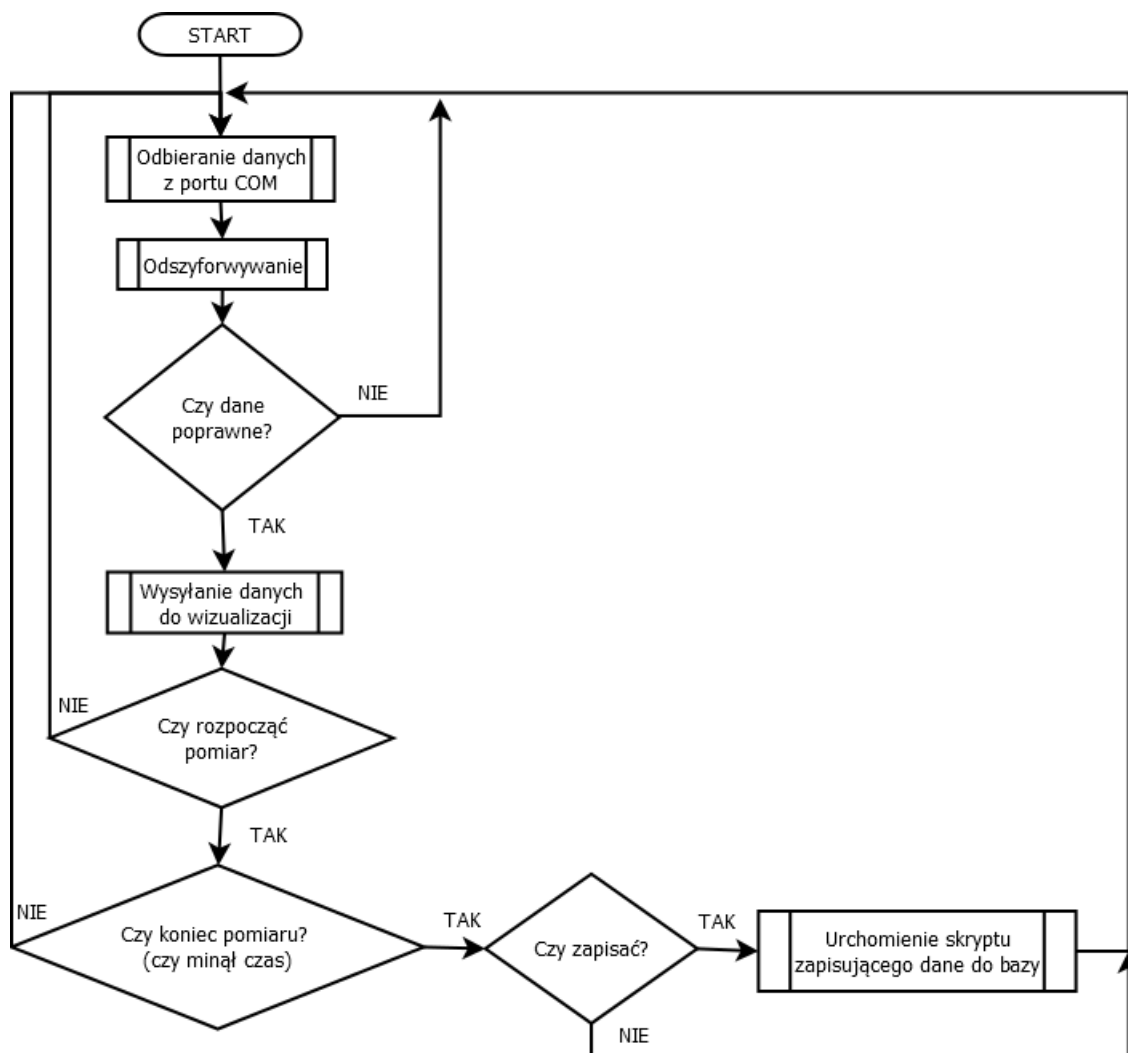 START
Odbieranie danych
z portu COM
Odszyforwywanie
Czy dane
poprawne?
NIE
TAK
Wysyłanie danych
do wizualizacji
NIE
Czy rozpocząć
pomiar?
TAK
NIE
Czy koniec pomiaru?
(czy minął czas)
TAK
Czy zapisać?
TAK
Urchomienie skryptu
zapisującego dane do bazy
NIE